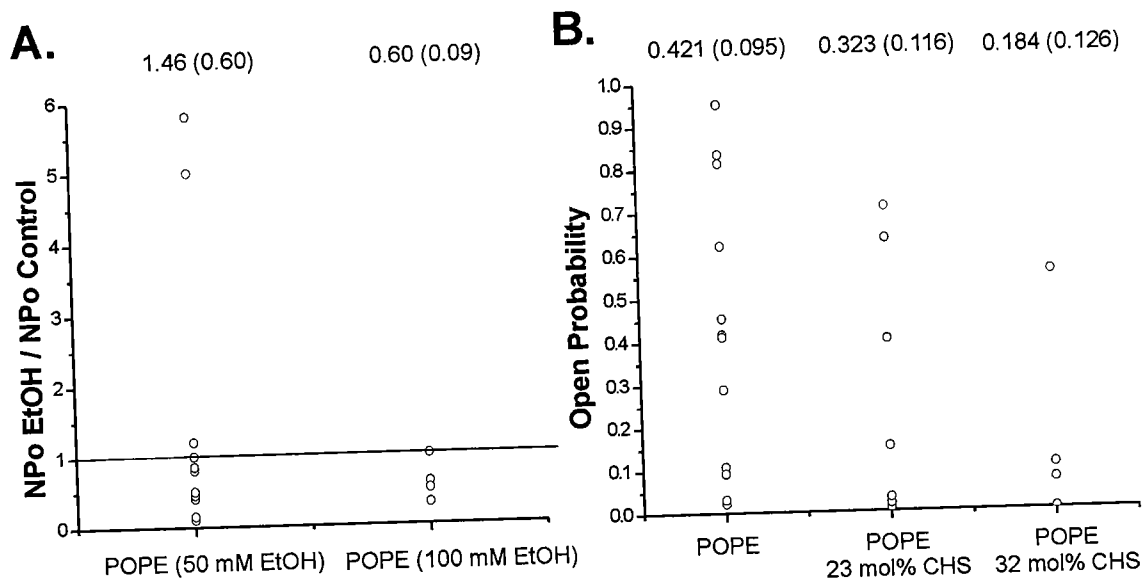 A.
1.46 (0.60) 0.60 (0.09)
NPo EtOH / NPo Control
6
5
4
3
2
1
0
POPE (50 mM EtOH) POPE (100 mM EtOH)
B.
0.421 (0.095) 0.323 (0.116) 0.184 (0.126)
Open Probability
1.0
0.9
0.8
0.7
0.6
0.5
0.4
0.3
0.2
0.1
0.0
POPE POPE POPE
23 mol% CHS 32 mol% CHS